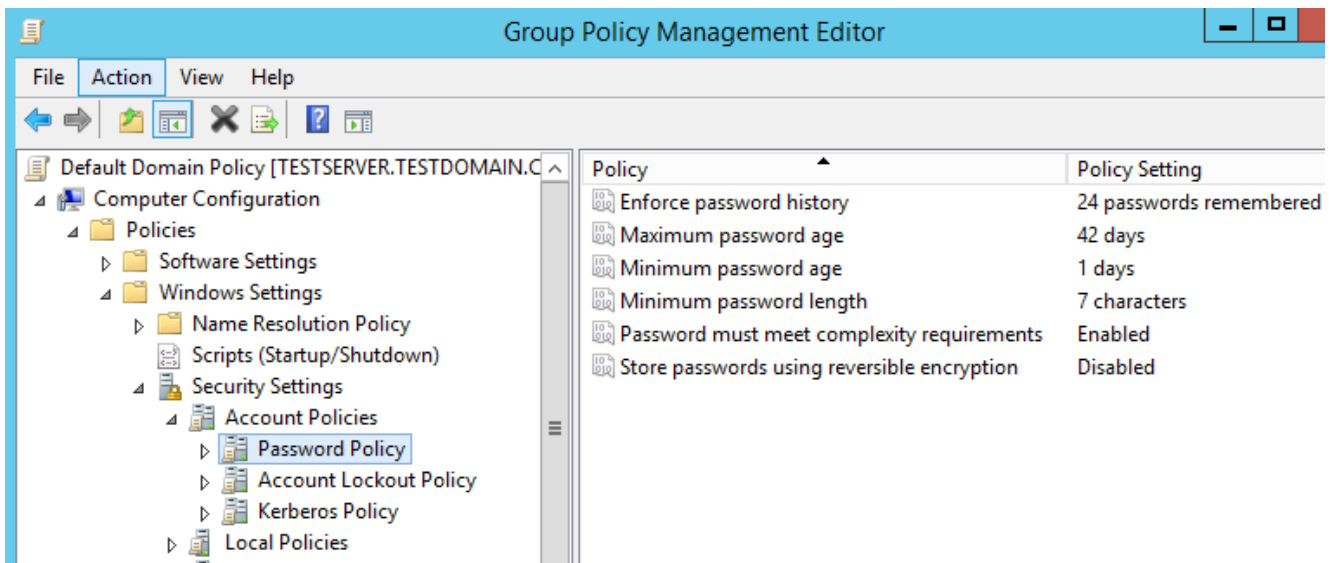 Group Policy Management Editor
File Action View Help
Default Domain Policy [TESTSERVER.TESTDOMAIN.C
Computer Configuration
Policies
Software Settings
Windows Settings
Name Resolution Policy
Scripts (Startup/Shutdown)
Security Settings
Account Policies
Password Policy
Account Lockout Policy
Kerberos Policy
Local Policies
Policy Policy Setting
Enforce password history 24 passwords remembered
Maximum password age 42 days
Minimum password age 1 days
Minimum password length 7 characters
Password must meet complexity requirements Enabled
Store passwords using reversible encryption Disabled